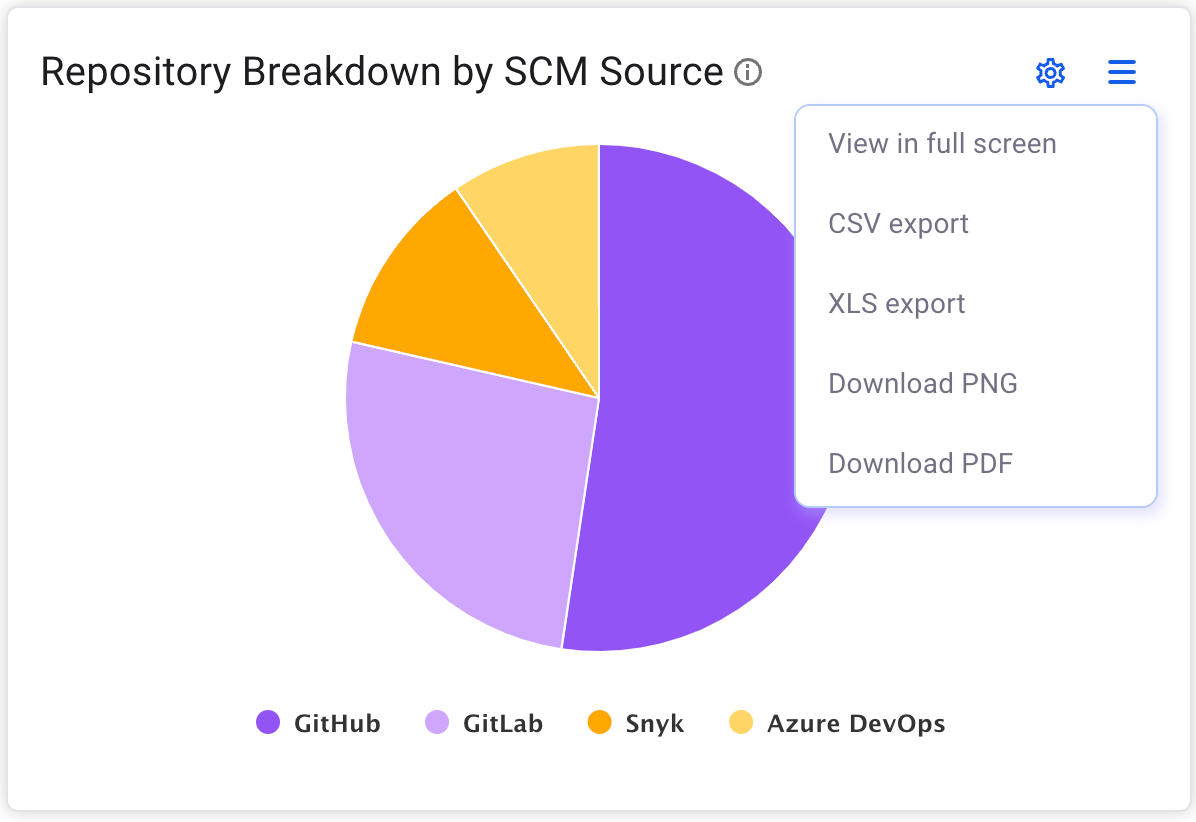 Repository Breakdown by SCM Source
View in full screen
CSV export
XLS export
Download PNG
Download PDF
GitHub GitLab Snyk Azure DevOps